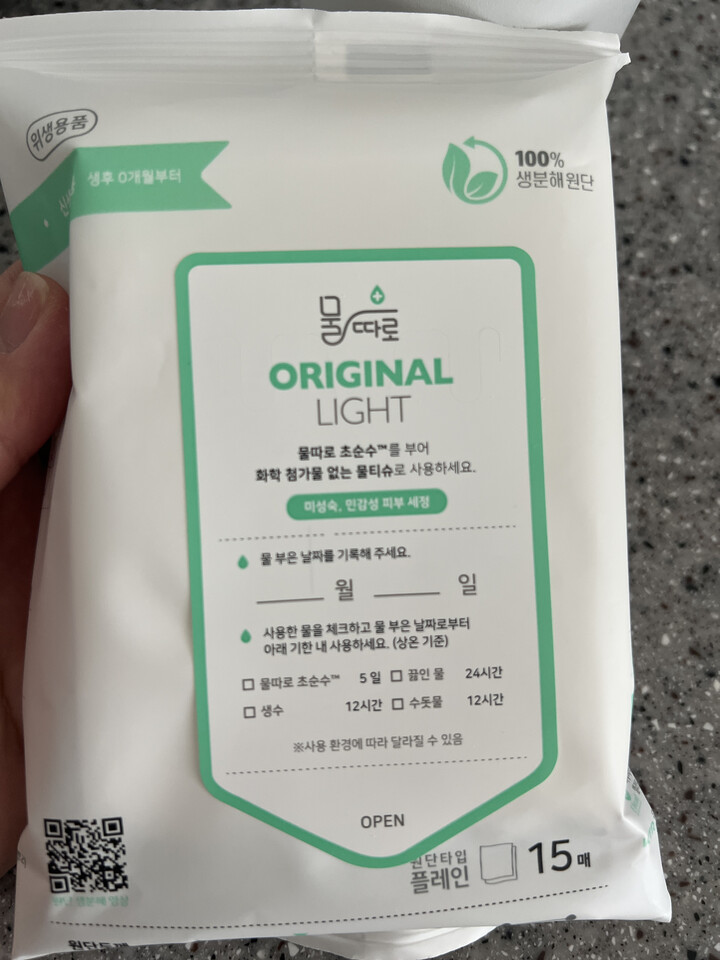 위생용품
생후 0개월부터
100%
생분해원단
물따로
ORIGINAL
LIGHT
물따로 초순수™를 부어
화학 첨가물 없는 물티슈로 사용하세요.
미성숙, 민감성 피부 세정
물 부은 날짜를 기록해 주세요.
월 일
사용한 물을 체크하고 물 부은 날짜로부터
아래 기한 내 사용하세요. (상온 기준)
물따로 초순수™ 5일 끓인 물 24시간
생수 12시간 수돗물 12시간
※사용 환경에 따라 달라질 수 있음
OPEN
원단타입
플레인 15매